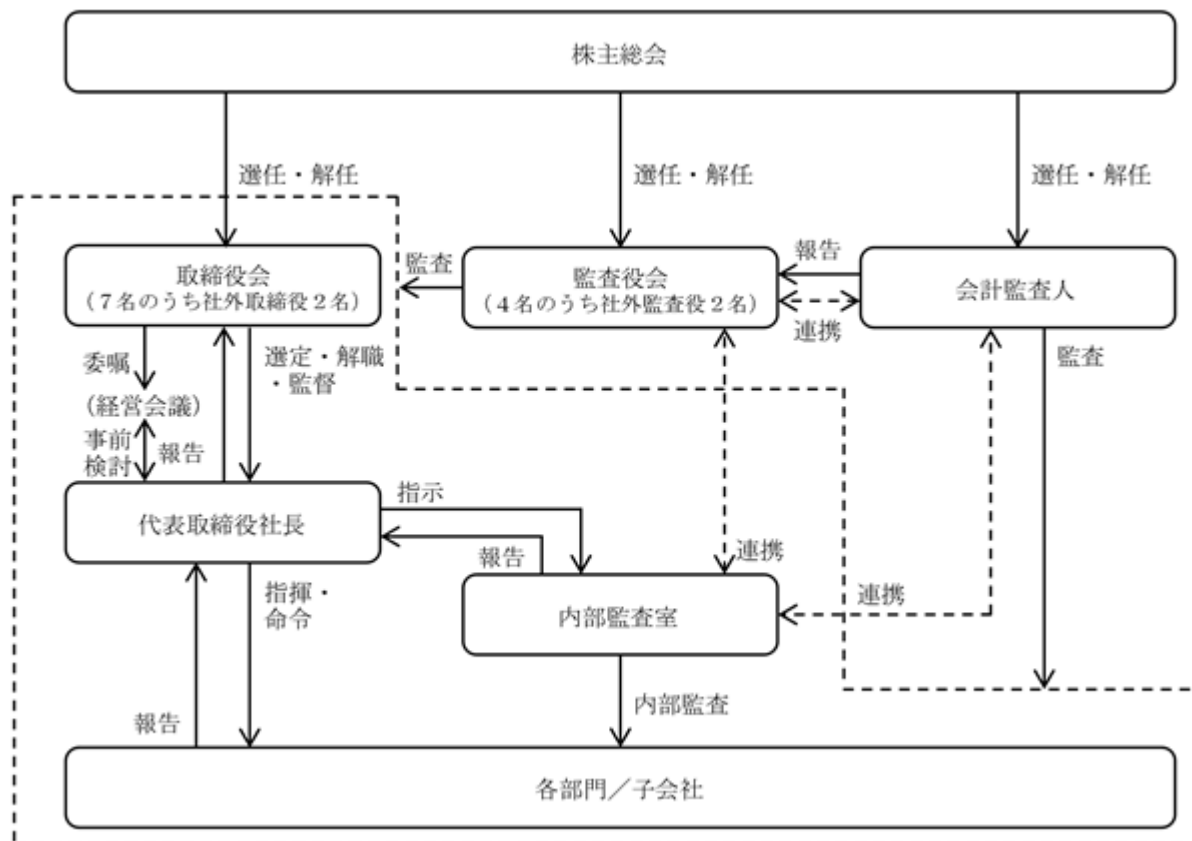 株主総会
選任・解任
選任・解任
選任・解任
取締役会
(7名のうち社外取締役2名)
監査
監査役会
(4名のうち社外監査役2名)
報告
連携
会計監査人
委嘱
(経営会議)
事前
検討
報告
選定・解職
・監督
監査
代表取締役社長
指示
報告
連携
内部監査室
連携
指揮・
命令
内部監査
報告
各部門/子会社